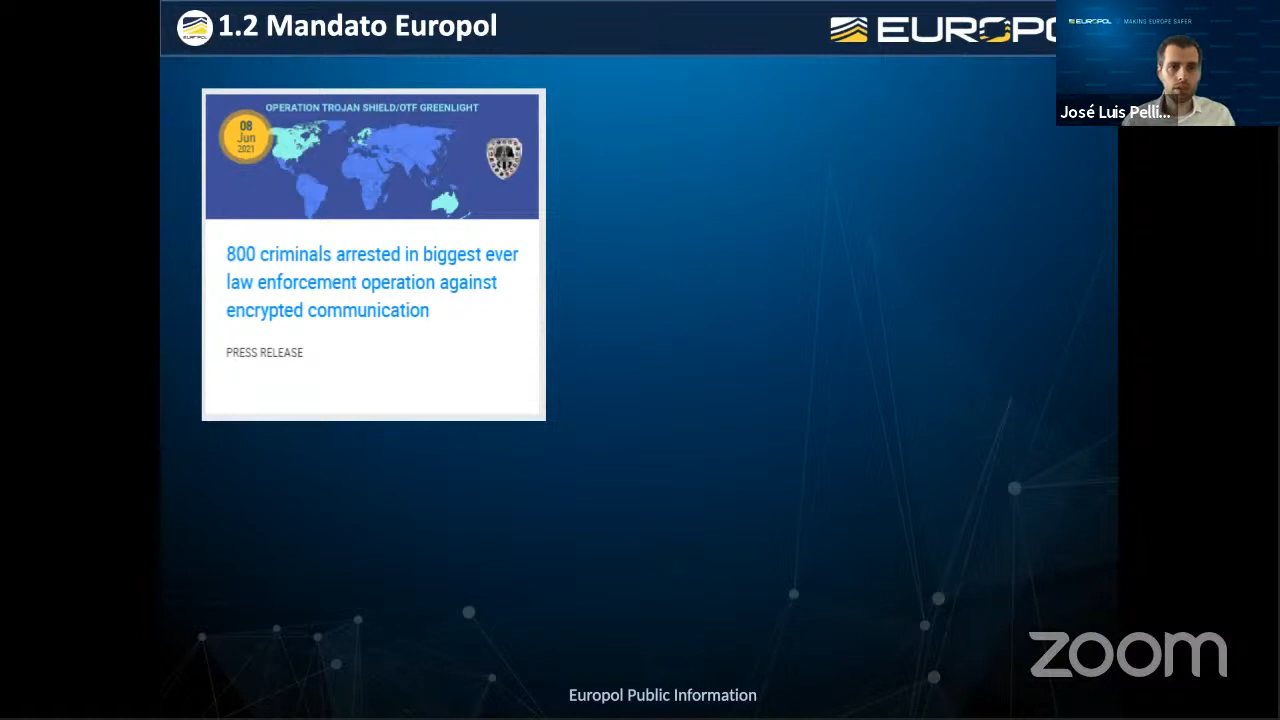 1.2 Mandato Europol
EUROPO
EUROPOL MAKING EUROPE SAFER
José Luis Pelli...
OPERATION TROJAN SHIELD/OTF GREENLIGHT
08
Jun
2021
800 criminals arrested in biggest ever
law enforcement operation against
encrypted communication
PRESS RELEASE
zoom
Europol Public Information